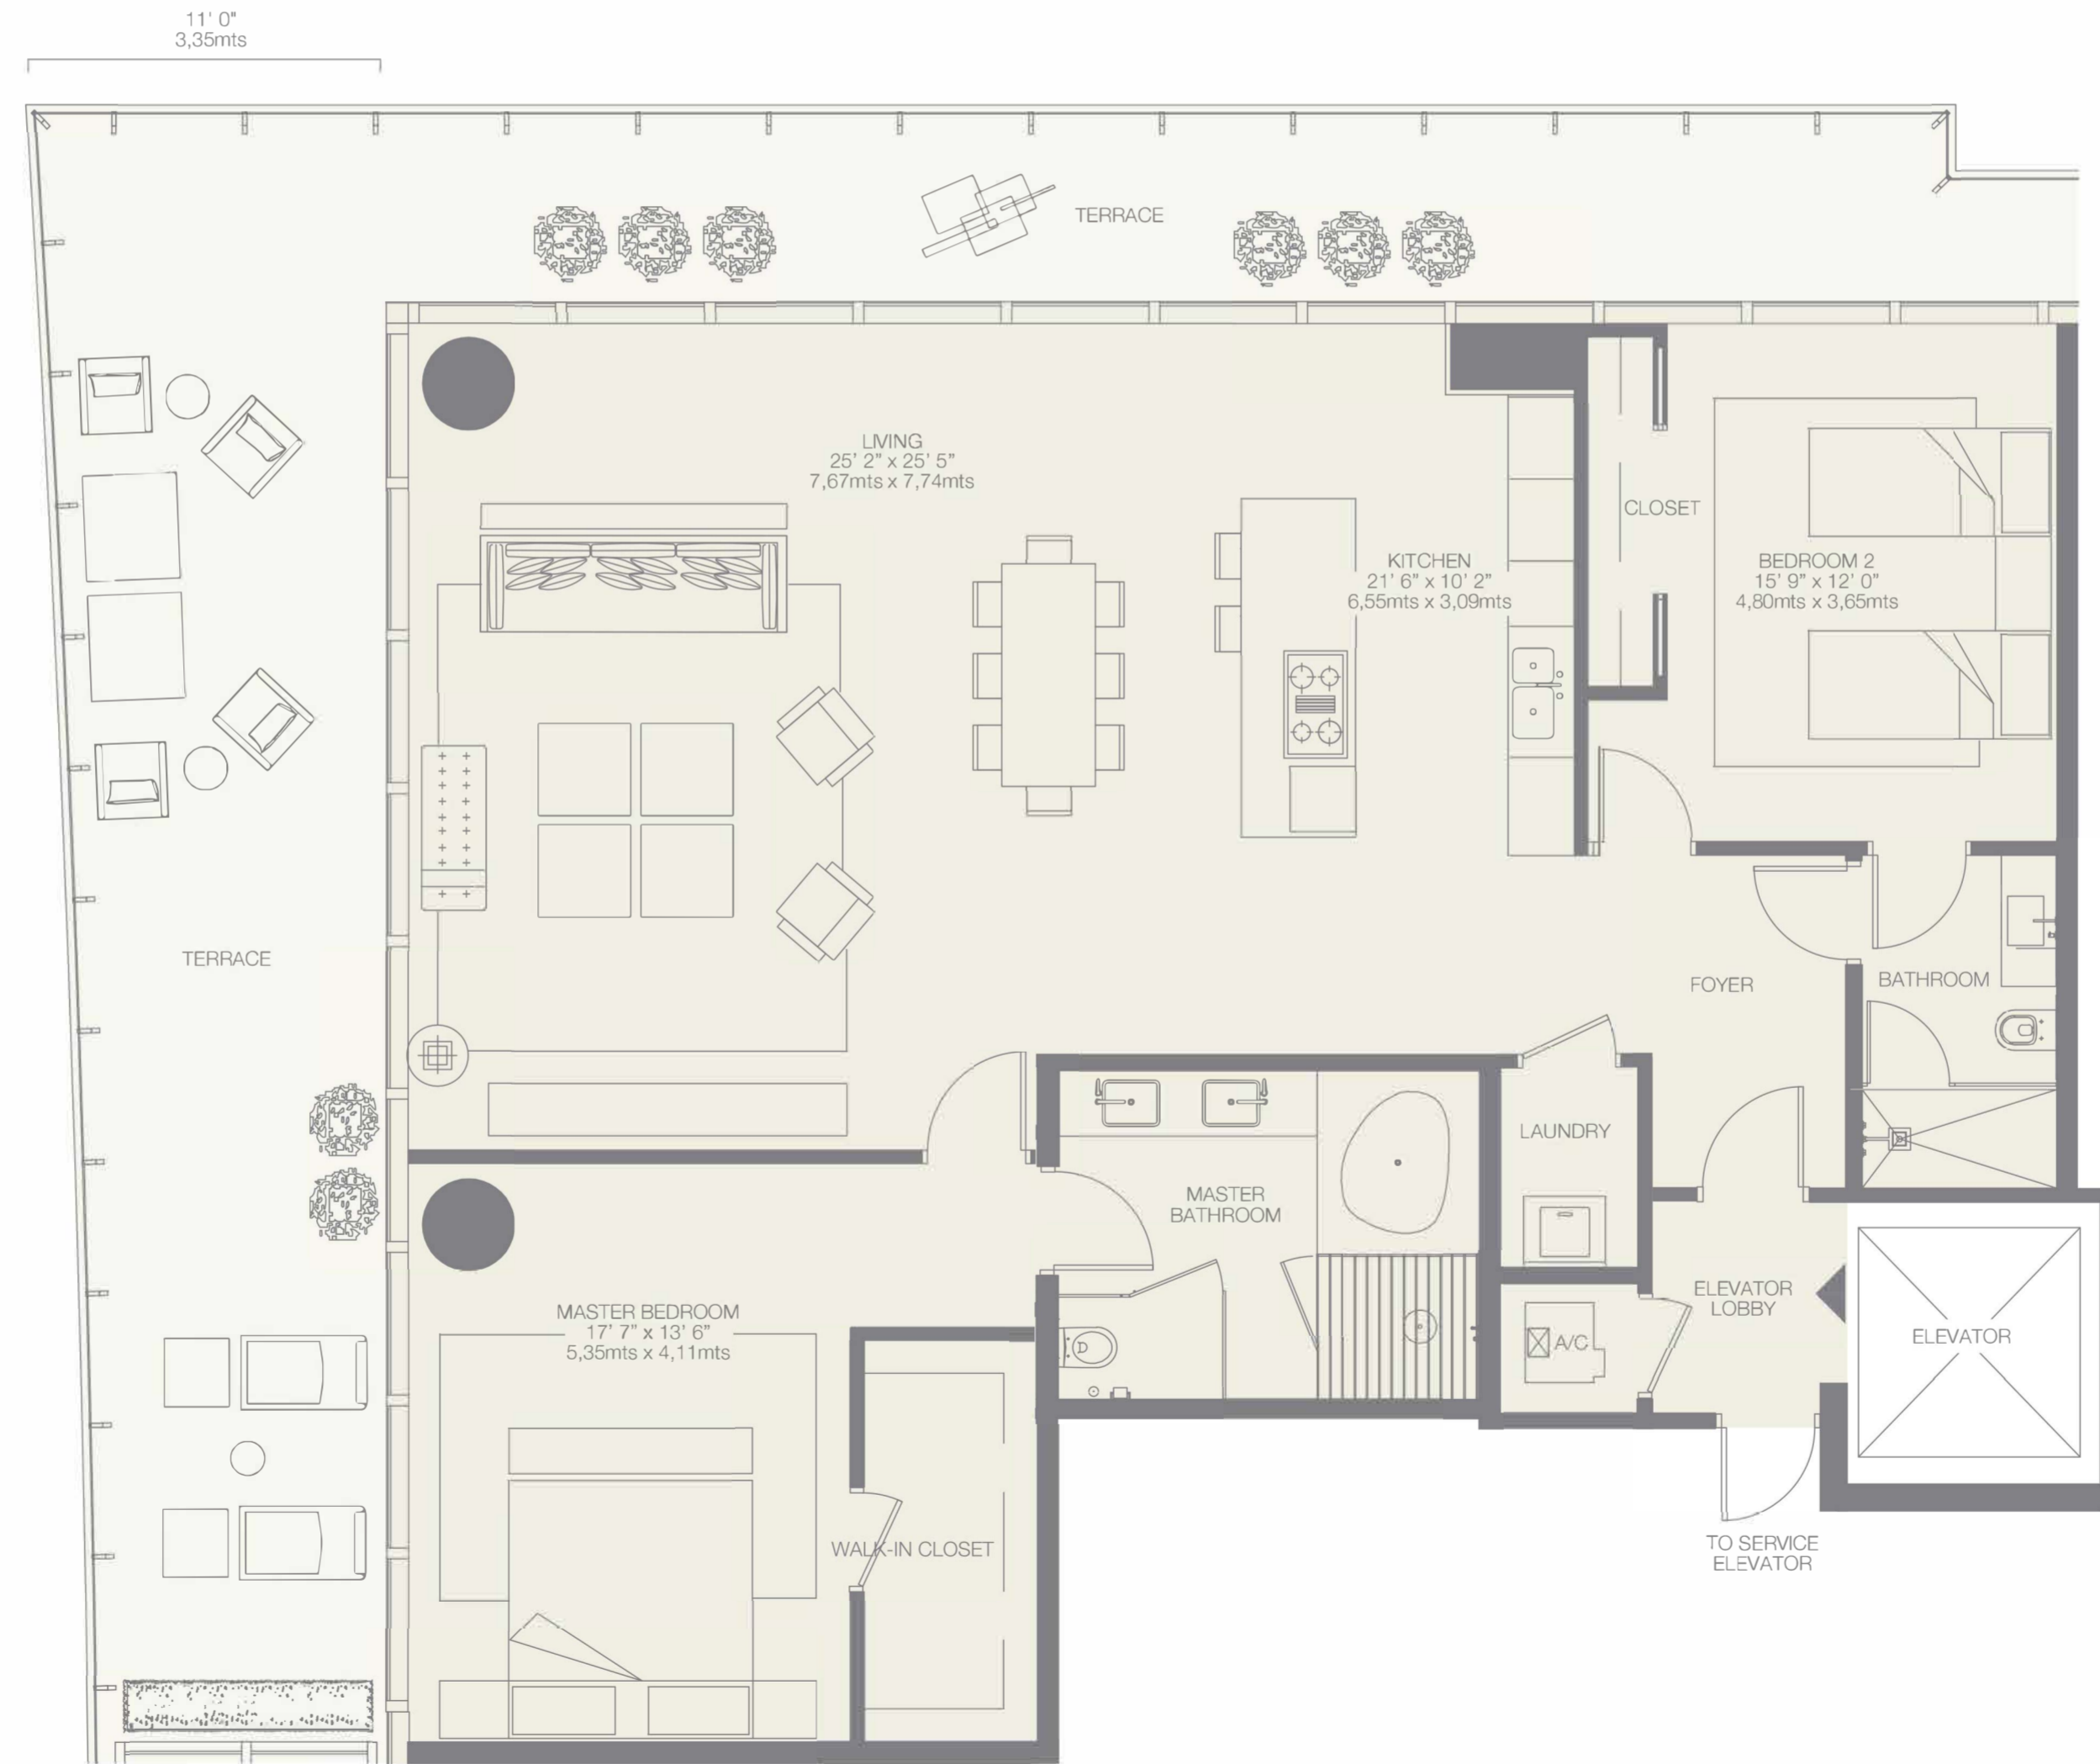 11' 0"
3,35mts
TERRACE
LIVING
25' 2" x 25' 5"
7,67mts x 7,74mts
CLOSET
KITCHEN
21' 6" x 10' 2"
6,55mts x 3,09mts
BEDROOM 2
15' 9" x 12' 0"
4,80mts x 3,65mts
TERRACE
FOYER
BATHROOM
LAUNDRY
MASTER
BATHROOM
MASTER BEDROOM
17' 7" x 13' 6"
5,35mts x 4,11mts
D
A/C
ELEVATOR
LOBBY
ELEVATOR
WALK-IN CLOSET
TO SERVICE
ELEVATOR